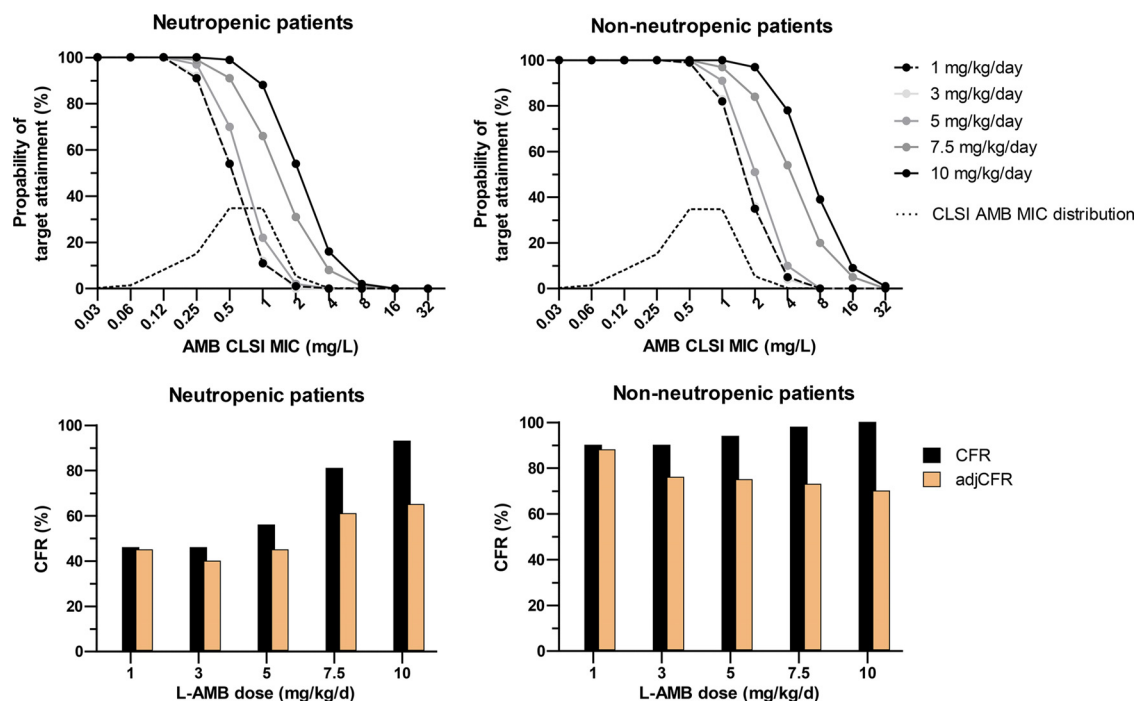 Neutropenic patients
Propability of
target attainment (%)
100
80
60
40
20
0
0.03
0.06
0.12
0.25
0.5
1
2
4
8
16
32
AMB CLSI MIC (mg/L)
Non-neutropenic patients
Propability of
target attainment (%)
100
80
60
40
20
0
0.03
0.06
0.12
0.25
0.5
1
2
4
8
16
32
AMB CLSI MIC (mg/L)
1 mg/kg/day
3 mg/kg/day
5 mg/kg/day
7.5 mg/kg/day
10 mg/kg/day
CLSI AMB MIC distribution
Neutropenic patients
CFR (%)
100
80
60
40
20
0
1
3
5
7.5
10
L-AMB dose (mg/kg/d)
Non-neutropenic patients
CFR (%)
100
80
60
40
20
0
1
3
5
7.5
10
L-AMB dose (mg/kg/d)
CFR
adjCFR